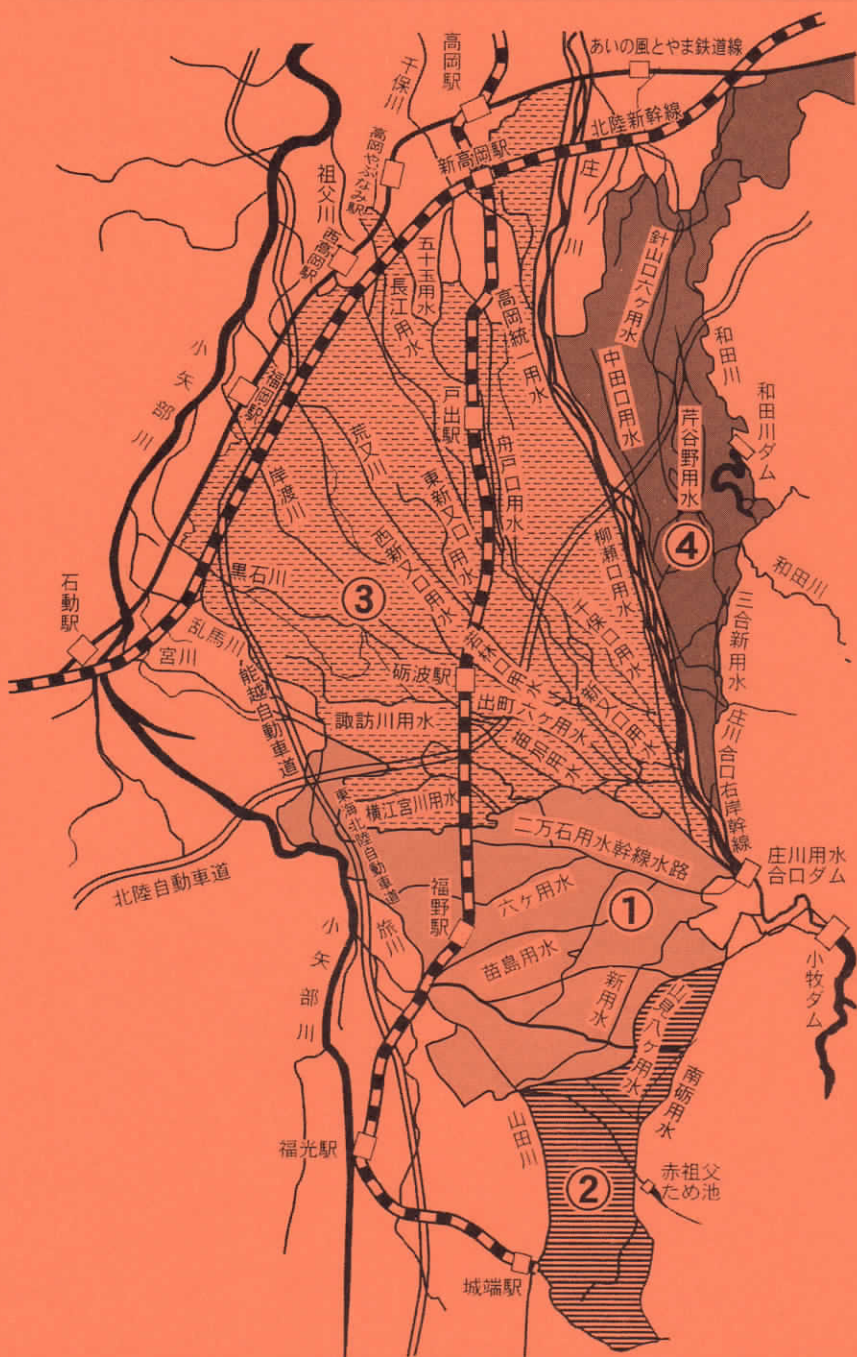 あいの風とやま鉄道線
高岡駅
千保川
北陸新幹線
新高岡駅
高岡やぶなみ駅
祖父川
西高岡駅
庄川
五十玉用水
長江用水
高岡統一用水
針山口六ヶ用水
和田川
中田口用水
和田川ダム
小矢部川
福岡駅
戸出駅
芹谷野用水
④
荒又川
舟戸口用水
岸渡川
東新又口用水
西新又口用水
柳瀬口用水
黒石川
③
和田川
石動駅
三合新用水
千保口用水
若林口用水
乱馬川
宮川
砺波駅
新又口用水
能越自動車道
出町六ヶ用水
諏訪川用水
苗加用水
庄川合口右岸幹線
東海北陸自動車道
横江宮川用水
二万石用水幹線水路
庄川用水
合口ダム
北陸自動車道
福野駅
六ヶ用水
①
旅川
小矢部川
苗島用水
新用水
山見八ヶ用水
小牧ダム
南砺用水
山田川
福光駅
赤祖父
ため池
②
城端駅